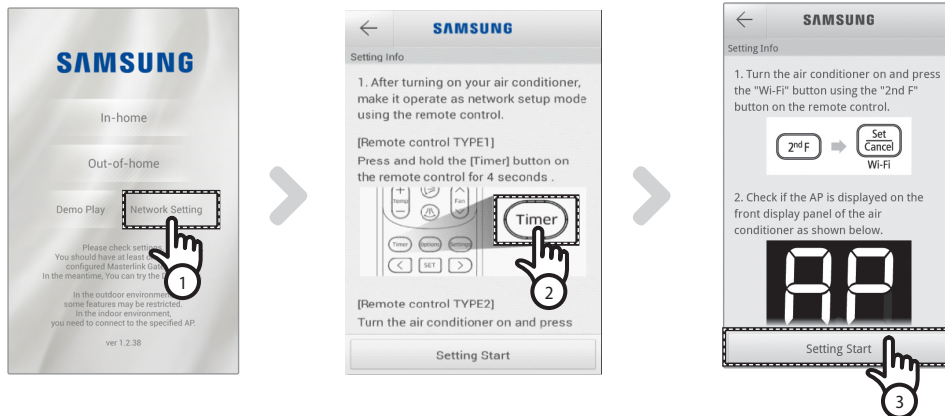 SAMSUNG
In-home
Out-of-home
Demo Play
Network Setting
Please check settings
You should have at least
configured Masterlink
In the meantime, You can try the
In the outdoor
some features may be restricted.
In the indoor environment,
you need to connect to the specified AP.
ver 1.2.38
1
SAMSUNG
Setting Info
1. After turning on your air conditioner,
make it operate as network setup mode
using the remote control.
[Remote control TYPE1]
Press and hold the [Timer] button on
the remote control for 4 seconds .
Temp
Fan
Timer
Options
Settings
SET
Timer
2
[Remote control TYPE2]
Turn the air conditioner on and press
Setting Start
SAMSUNG
Setting Info
1. Turn the air conditioner on and press
the "Wi-Fi" button using the "2nd F"
button on the remote control.
2nd F
Set
Cancel
Wi-Fi
2. Check if the AP is displayed on the
front display panel of the air
conditioner as shown below.
AP
Setting Start
3